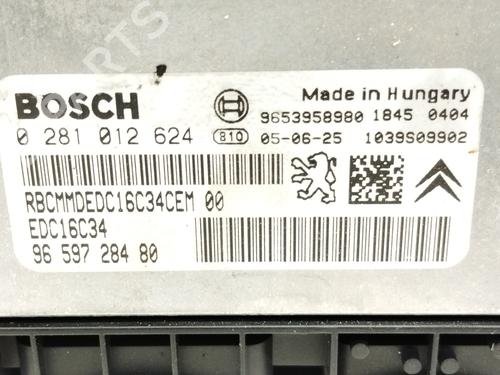 BOSCH
Made in Hungary
9653958980 1845 0404
0 281 012 624 810 05-06-25 1039S09902
RBCMMDEDC16C34CEM 00
EDC16C34
96 597 284 80